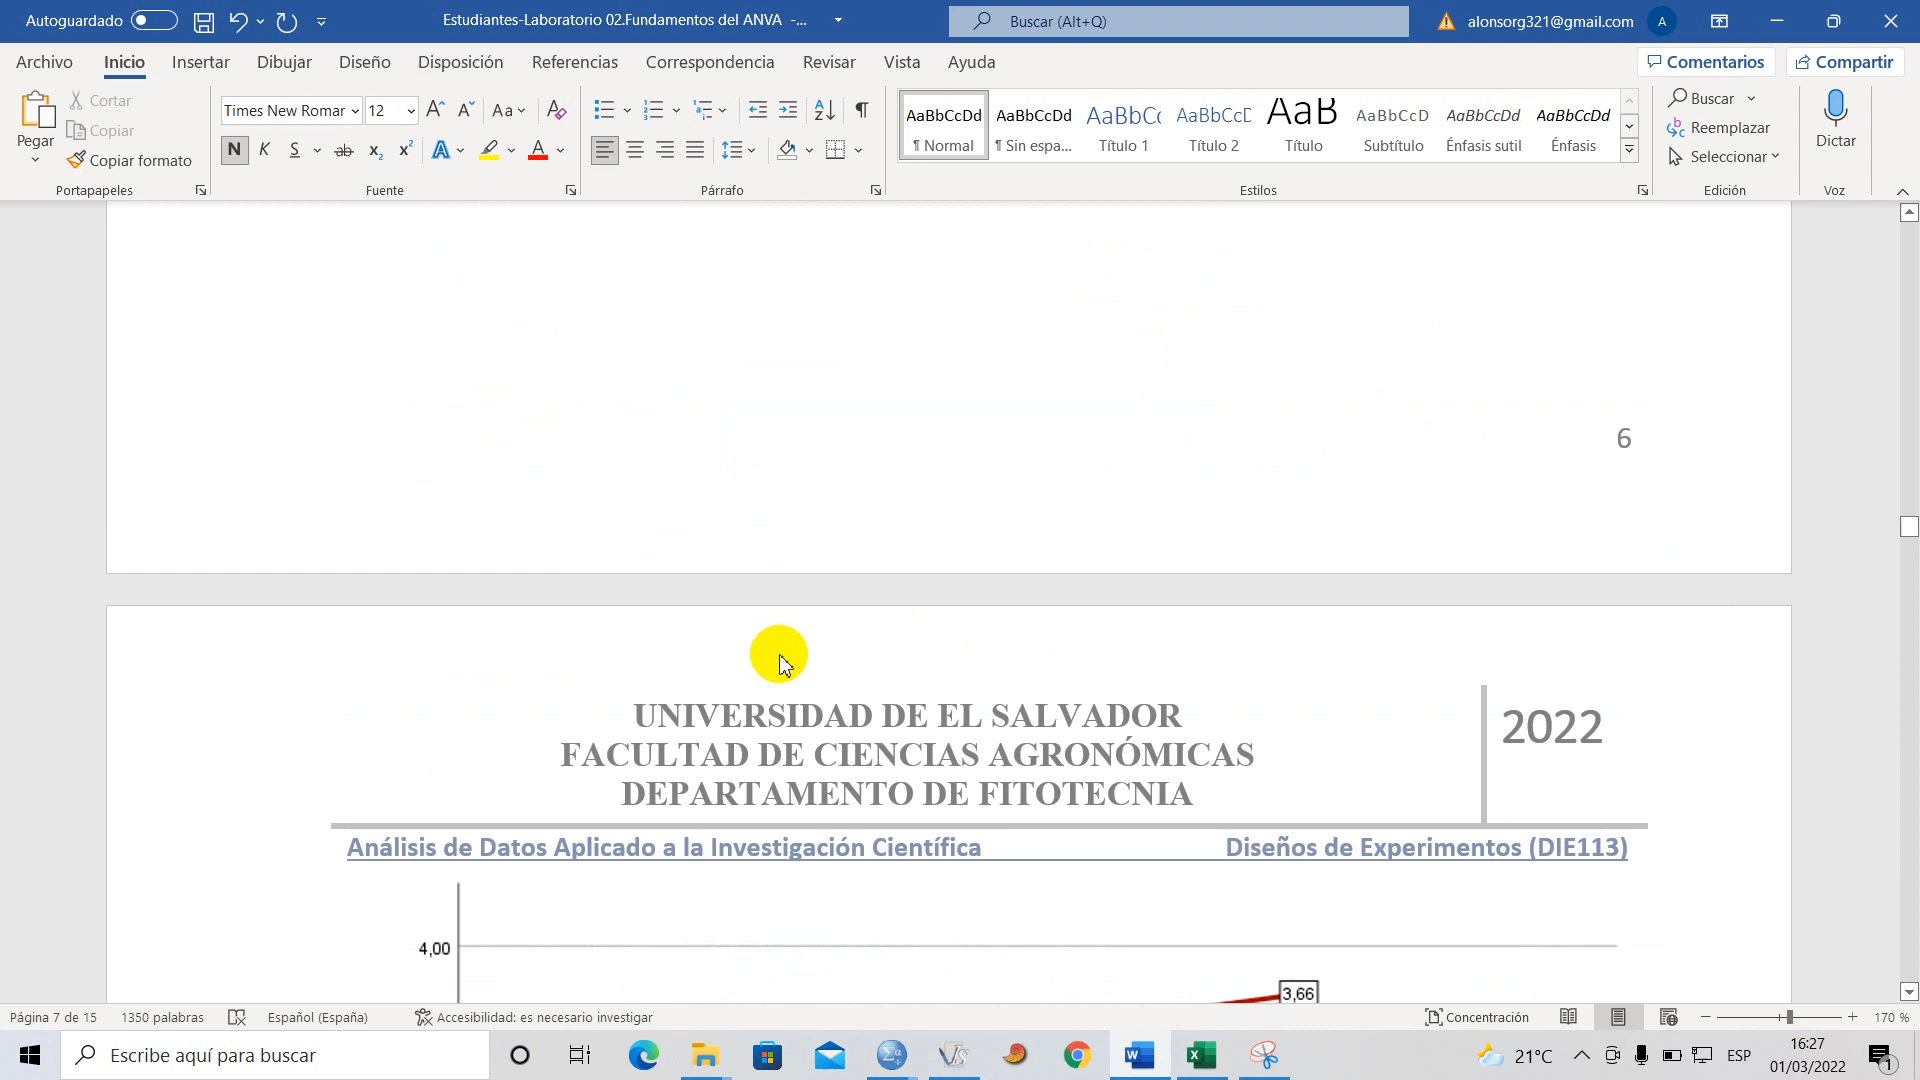 Autoguardado
Estudiantes-Laboratorio 02.Fundamentos del ANVA -...
Buscar (Alt+Q)
alonsorg321@gmail.com
A
Archivo
Inicio
Insertar
Dibujar
Diseño
Disposición
Referencias
Correspondencia
Revisar
Vista
Ayuda
Comentarios
Compartir
Pegar
Cortar
Copiar
Copiar formato
Portapapeles
Times New Romar
12
Fuente
Párrafo
AaBbCcDd
¶ Normal
AaBbCcDd
¶ Sin espa...
AaBbCc
Título 1
AaBbCcD
Título 2
AaB
Título
AaBbCcD
Subtítulo
AaBbCcDd
Énfasis sutil
AaBbCcDd
Énfasis
Estilos
Buscar
Reemplazar
Seleccionar
Edición
Dictar
Voz
6
UNIVERSIDAD DE EL SALVADOR
FACULTAD DE CIENCIAS AGRONÓMICAS
DEPARTAMENTO DE FITOTECNIA
2022
Análisis de Datos Aplicado a la Investigación Científica
Diseños de Experimentos (DIE113)
4,00
3,66
Página 7 de 15
1350 palabras
Español (España)
Accesibilidad: es necesario investigar
Concentración
170 %
Escribe aquí para buscar
21°C
ESP
16:27
01/03/2022
1